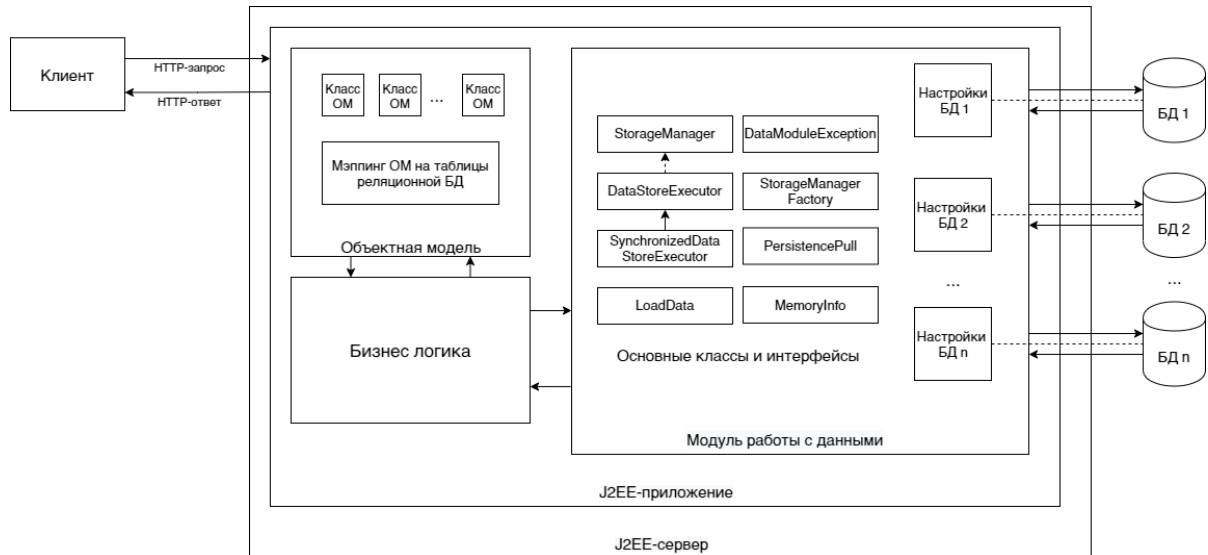 Клиент
HTTP-запрос
HTTP-ответ
Класс
ОМ
Класс
ОМ
...
Класс
ОМ
Мэппинг ОМ на таблицы
реляционной БД
Объектная модель
Бизнес логика
StorageManager
DataModuleException
DataStoreExecutor
StorageManager
Factory
SynchronizedData
StoreExecutor
PersistencePull
LoadData
MemoryInfo
Основные классы и интерфейсы
Настройки
БД 1
Настройки
БД 2
...
Настройки
БД n
Модуль работы с данными
БД 1
БД 2
...
БД n
J2EE-приложение
J2EE-сервер